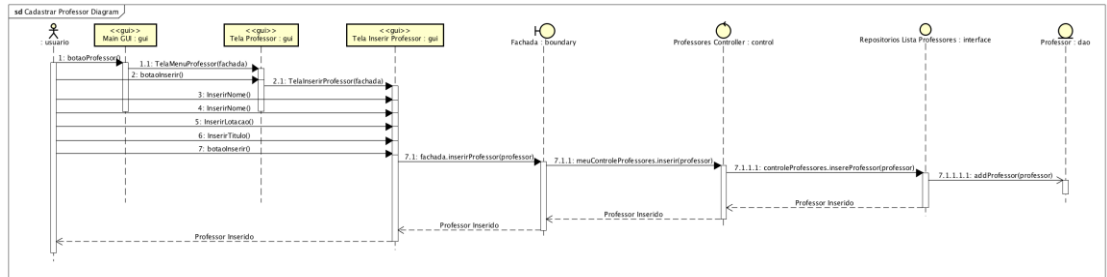 sd Cadastrar Professor Diagram
: usuario
<<gui>>
Main GUI : gui
<<gui>>
Tela Professor : gui
<<gui>>
Tela Inserir Professor : gui
Fachada : boundary
Professores Controller : control
Repositorios Lista Professores : interface
Professor : dao
1: botaoProfessor()
1.1: TelaMenuProfessor(fachada)
2: botaoInserir()
2.1: TelaInserirProfessor(fachada)
3: InserirNome()
4: InserirNome()
5: InserirLotacao()
6: InserirTitulo()
7: botaoInserir()
7.1: fachada.inserirProfessor(professor)
7.1.1: meuControleProfessores.inserir(professor)
7.1.1.1: controleProfessores.insereProfessor(professor)
7.1.1.1.1: addProfessor(professor)
Professor Inserido
Professor Inserido
Professor Inserido
Professor Inserido